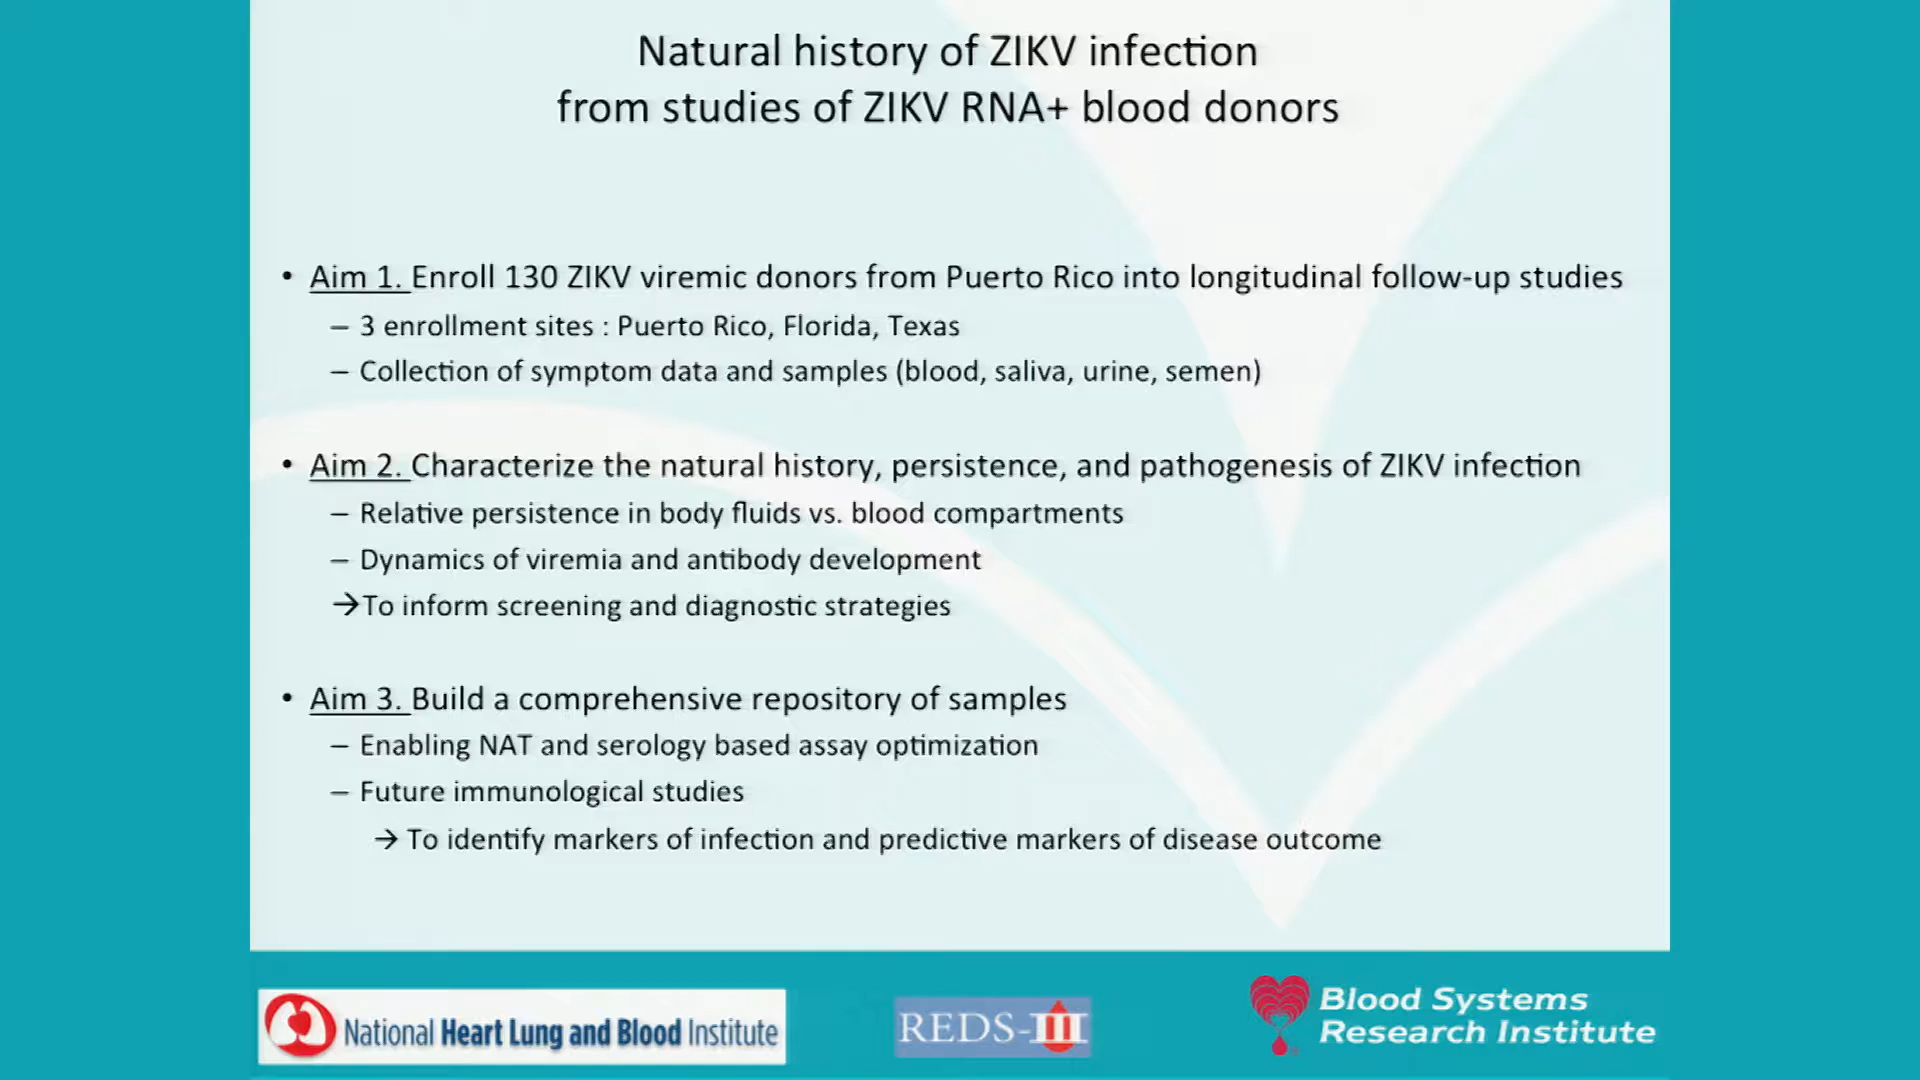 Natural history of ZIKV infection
from studies of ZIKV RNA+ blood donors
• Aim 1. Enroll 130 ZIKV viremic donors from Puerto Rico into longitudinal follow-up studies
– 3 enrollment sites : Puerto Rico, Florida, Texas
– Collection of symptom data and samples (blood, saliva, urine, semen)
• Aim 2. Characterize the natural history, persistence, and pathogenesis of ZIKV infection
– Relative persistence in body fluids vs. blood compartments
– Dynamics of viremia and antibody development
→To inform screening and diagnostic strategies
• Aim 3. Build a comprehensive repository of samples
– Enabling NAT and serology based assay optimization
– Future immunological studies
→ To identify markers of infection and predictive markers of disease outcome
National Heart Lung and Blood Institute
REDS-III
Blood Systems
Research Institute